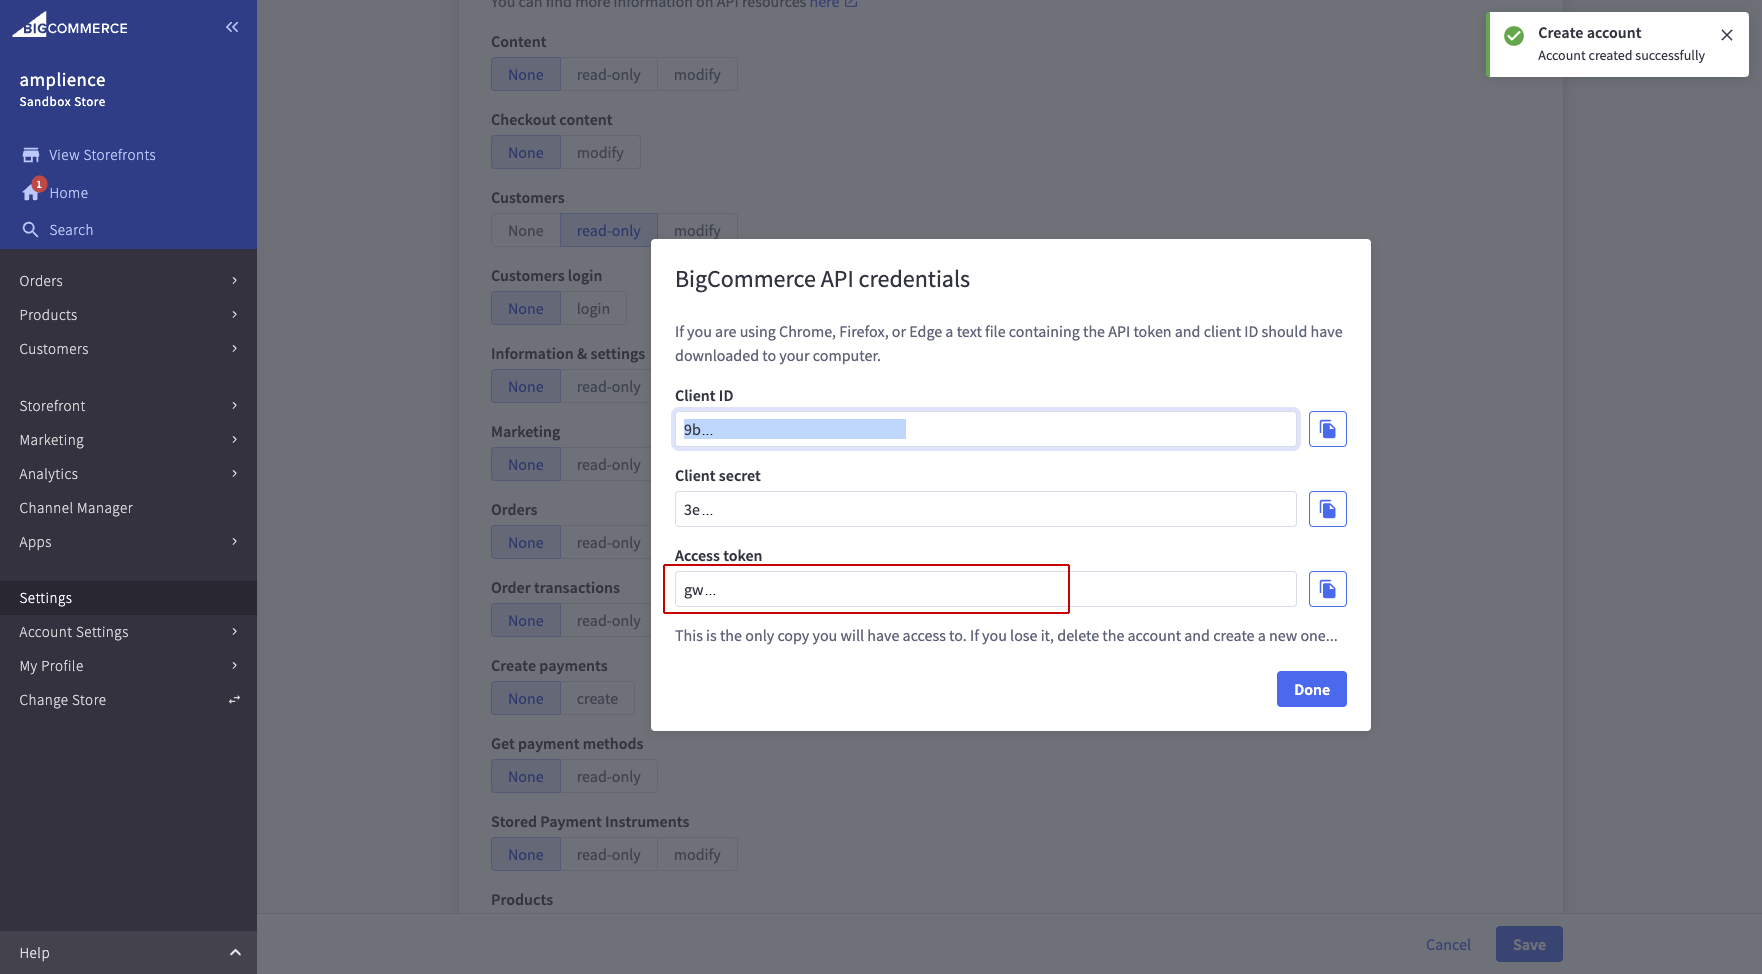 BIGCOMMERCE
amplience
Sandbox Store
View Storefronts
1
Home
Search
Orders
Products
Customers
Storefront
Marketing
Analytics
Channel Manager
Apps
Settings
Account Settings
My Profile
Change Store
Help
You can find more information on API resources here
Content
None read-only modify
Checkout content
None modify
Customers
None read-only modify
Customers login
None login
Information & settings
None read-only
Marketing
None read-only
Orders
None read-only
Order transactions
None read-only
Create payments
None create
Get payment methods
None read-only
Stored Payment Instruments
None read-only modify
Products
Cancel Save
BigCommerce API credentials
If you are using Chrome, Firefox, or Edge a text file containing the API token and client ID should have
downloaded to your computer.
Client ID
9b...
Client secret
3e...
Access token
gw...
This is the only copy you will have access to. If you lose it, delete the account and create a new one...
Done
Create account
Account created successfully